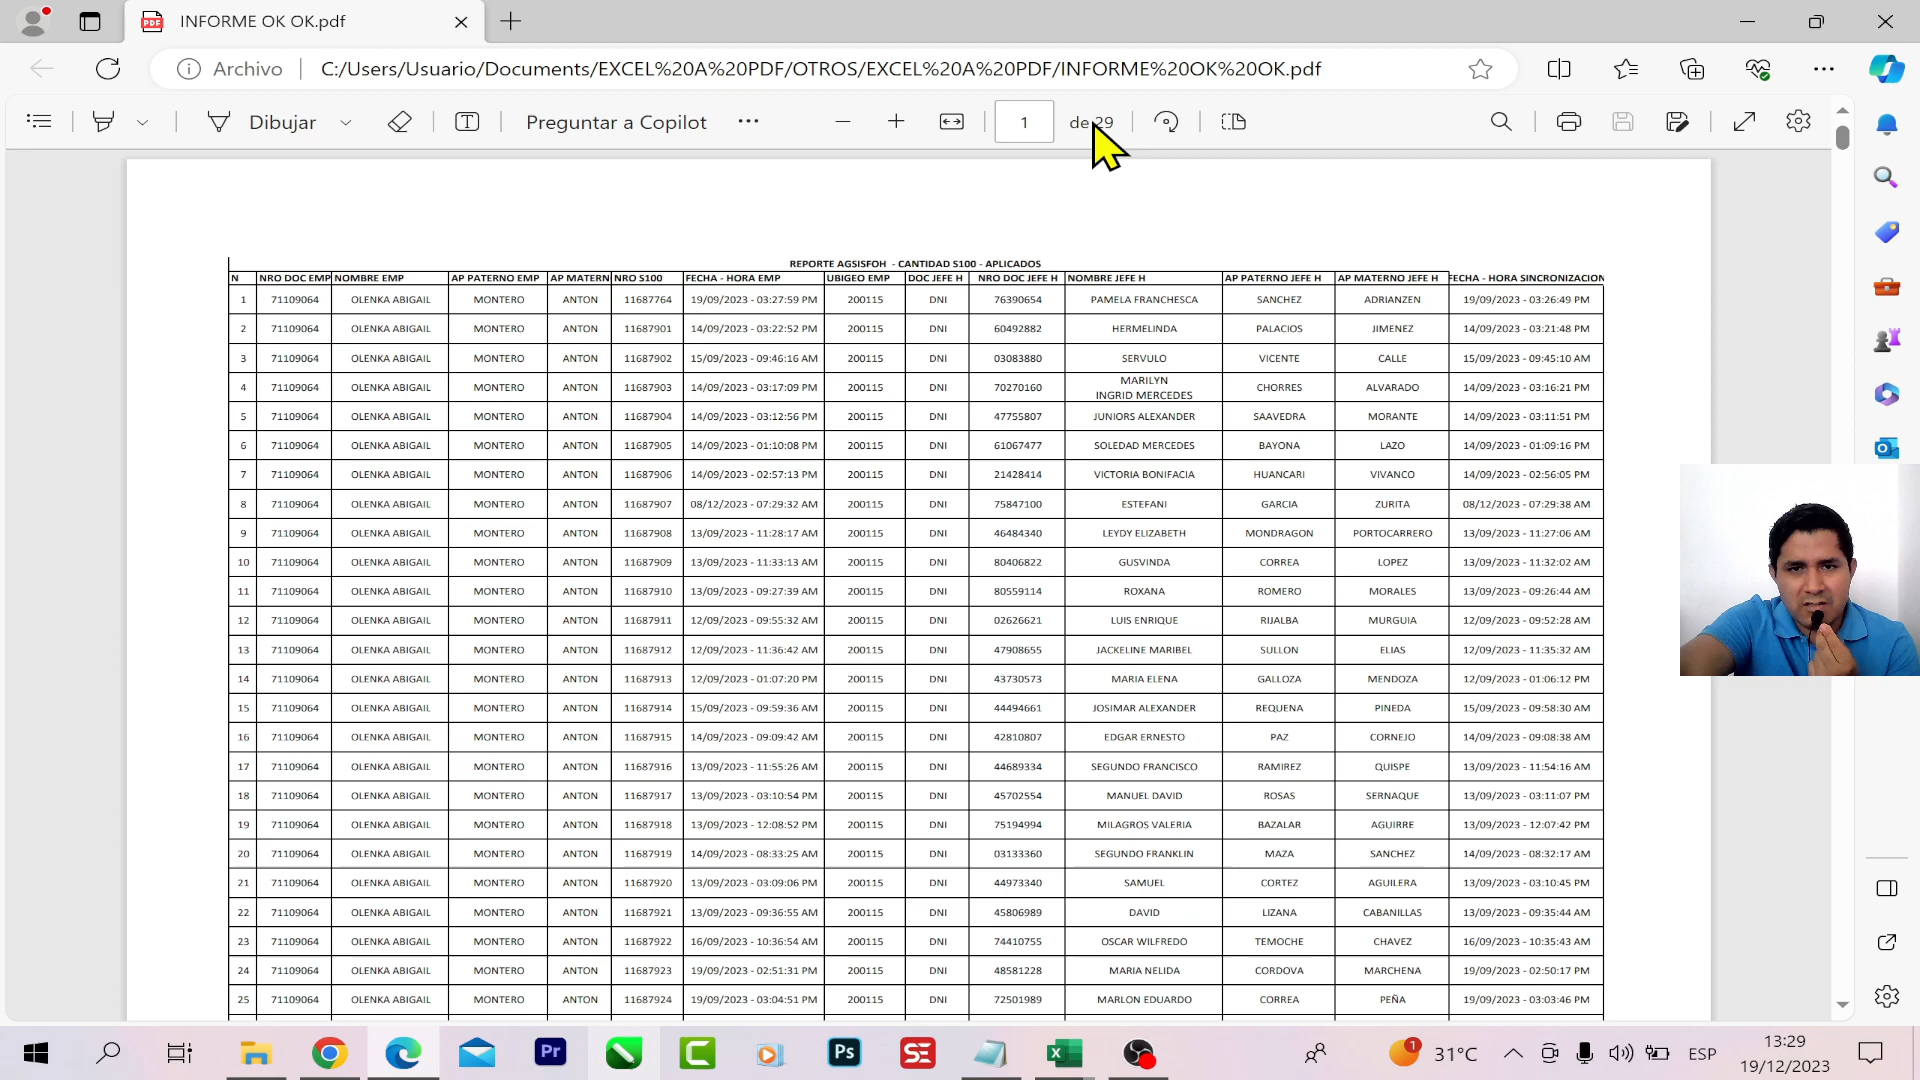 INFORME OK OK.pdf
Archivo C:/Users/Usuario/Documents/EXCEL%20A%20PDF/OTROS/EXCEL%20A%20PDF/INFORME%20OK%20OK.pdf
Dibujar Preguntar a Copilot 1 de 29
REPORTE AGSISFOH - CANTIDAD S100 - APLICADOS
N NRO DOC EMP NOMBRE EMP AP PATERNO EMP AP MATERN NRO S100 FECHA - HORA EMP UBIGEO EMP DOC JEFE H NRO DOC JEFE H NOMBRE JEFE H AP PATERNO JEFE H AP MATERNO JEFE H FECHA - HORA SINCRONIZACION
1 71109064 OLENKA ABIGAIL MONTERO ANTON 11687764 19/09/2023 - 03:27:59 PM 200115 DNI 76390654 PAMELA FRANCHESCA SANCHEZ ADRIANZEN 19/09/2023 - 03:26:49 PM
2 71109064 OLENKA ABIGAIL MONTERO ANTON 11687901 14/09/2023 - 03:22:52 PM 200115 DNI 60492882 HERMELINDA PALACIOS JIMENEZ 14/09/2023 - 03:21:48 PM
3 71109064 OLENKA ABIGAIL MONTERO ANTON 11687902 15/09/2023 - 09:46:16 AM 200115 DNI 03083880 SERVULO VICENTE CALLE 15/09/2023 - 09:45:10 AM
4 71109064 OLENKA ABIGAIL MONTERO ANTON 11687903 14/09/2023 - 03:17:09 PM 200115 DNI 70270160 MARILYN INGRID MERCEDES CHORRES ALVARADO 14/09/2023 - 03:16:21 PM
5 71109064 OLENKA ABIGAIL MONTERO ANTON 11687904 14/09/2023 - 03:12:56 PM 200115 DNI 47755807 JUNIORS ALEXANDER SAAVEDRA MORANTE 14/09/2023 - 03:11:51 PM
6 71109064 OLENKA ABIGAIL MONTERO ANTON 11687905 14/09/2023 - 01:10:08 PM 200115 DNI 61067477 SOLEDAD MERCEDES BAYONA LAZO 14/09/2023 - 01:09:16 PM
7 71109064 OLENKA ABIGAIL MONTERO ANTON 11687906 14/09/2023 - 02:57:13 PM 200115 DNI 21428414 VICTORIA BONIFACIA HUANCARI VIVANCO 14/09/2023 - 02:56:05 PM
8 71109064 OLENKA ABIGAIL MONTERO ANTON 11687907 08/12/2023 - 07:29:32 AM 200115 DNI 75847100 ESTEFANI GARCIA ZURITA 08/12/2023 - 07:29:38 AM
9 71109064 OLENKA ABIGAIL MONTERO ANTON 11687908 13/09/2023 - 11:28:17 AM 200115 DNI 46484340 LEYDY ELIZABETH MONDRAGON PORTOCARRERO 13/09/2023 - 11:27:06 AM
10 71109064 OLENKA ABIGAIL MONTERO ANTON 11687909 13/09/2023 - 11:33:13 AM 200115 DNI 80406822 GUSVINDA CORREA LOPEZ 13/09/2023 - 11:32:02 AM
11 71109064 OLENKA ABIGAIL MONTERO ANTON 11687910 13/09/2023 - 09:27:39 AM 200115 DNI 80559114 ROXANA ROMERO MORALES 13/09/2023 - 09:26:44 AM
12 71109064 OLENKA ABIGAIL MONTERO ANTON 11687911 12/09/2023 - 09:55:32 AM 200115 DNI 02626621 LUIS ENRIQUE RIJALBA MURGUIA 12/09/2023 - 09:52:28 AM
13 71109064 OLENKA ABIGAIL MONTERO ANTON 11687912 12/09/2023 - 11:36:42 AM 200115 DNI 47908655 JACKELINE MARIBEL SULLON ELIAS 12/09/2023 - 11:35:32 AM
14 71109064 OLENKA ABIGAIL MONTERO ANTON 11687913 12/09/2023 - 01:07:20 PM 200115 DNI 43730573 MARIA ELENA GALLOZA MENDOZA 12/09/2023 - 01:06:12 PM
15 71109064 OLENKA ABIGAIL MONTERO ANTON 11687914 15/09/2023 - 09:59:36 AM 200115 DNI 44494661 JOSIMAR ALEXANDER REQUENA PINEDA 15/09/2023 - 09:58:30 AM
16 71109064 OLENKA ABIGAIL MONTERO ANTON 11687915 14/09/2023 - 09:09:42 AM 200115 DNI 42810807 EDGAR ERNESTO PAZ CORNEJO 14/09/2023 - 09:08:38 AM
17 71109064 OLENKA ABIGAIL MONTERO ANTON 11687916 13/09/2023 - 11:55:26 AM 200115 DNI 44689334 SEGUNDO FRANCISCO RAMIREZ QUISPE 13/09/2023 - 11:54:16 AM
18 71109064 OLENKA ABIGAIL MONTERO ANTON 11687917 13/09/2023 - 03:10:54 PM 200115 DNI 45702554 MANUEL DAVID ROSAS SERNAQUE 13/09/2023 - 03:11:07 PM
19 71109064 OLENKA ABIGAIL MONTERO ANTON 11687918 13/09/2023 - 12:08:52 PM 200115 DNI 75194994 MILAGROS VALERIA BAZALAR AGUIRRE 13/09/2023 - 12:07:42 PM
20 71109064 OLENKA ABIGAIL MONTERO ANTON 11687919 14/09/2023 - 08:33:25 AM 200115 DNI 03133360 SEGUNDO FRANKLIN MAZA SANCHEZ 14/09/2023 - 08:32:17 AM
21 71109064 OLENKA ABIGAIL MONTERO ANTON 11687920 13/09/2023 - 03:09:06 PM 200115 DNI 44973340 SAMUEL CORTEZ AGUILERA 13/09/2023 - 03:10:45 PM
22 71109064 OLENKA ABIGAIL MONTERO ANTON 11687921 13/09/2023 - 09:36:55 AM 200115 DNI 45806989 DAVID LIZANA CABANILLAS 13/09/2023 - 09:35:44 AM
23 71109064 OLENKA ABIGAIL MONTERO ANTON 11687922 16/09/2023 - 10:36:54 AM 200115 DNI 74410755 OSCAR WILFREDO TEMOCHE CHAVEZ 16/09/2023 - 10:35:43 AM
24 71109064 OLENKA ABIGAIL MONTERO ANTON 11687923 19/09/2023 - 02:51:31 PM 200115 DNI 48581228 MARIA NELIDA CORDOVA MARCHENA 19/09/2023 - 02:50:17 PM
25 71109064 OLENKA ABIGAIL MONTERO ANTON 11687924 19/09/2023 - 03:04:51 PM 200115 DNI 72501989 MARLON EDUARDO CORREA PEÑA 19/09/2023 - 03:03:46 PM
31°C ESP 13:29
19/12/2023